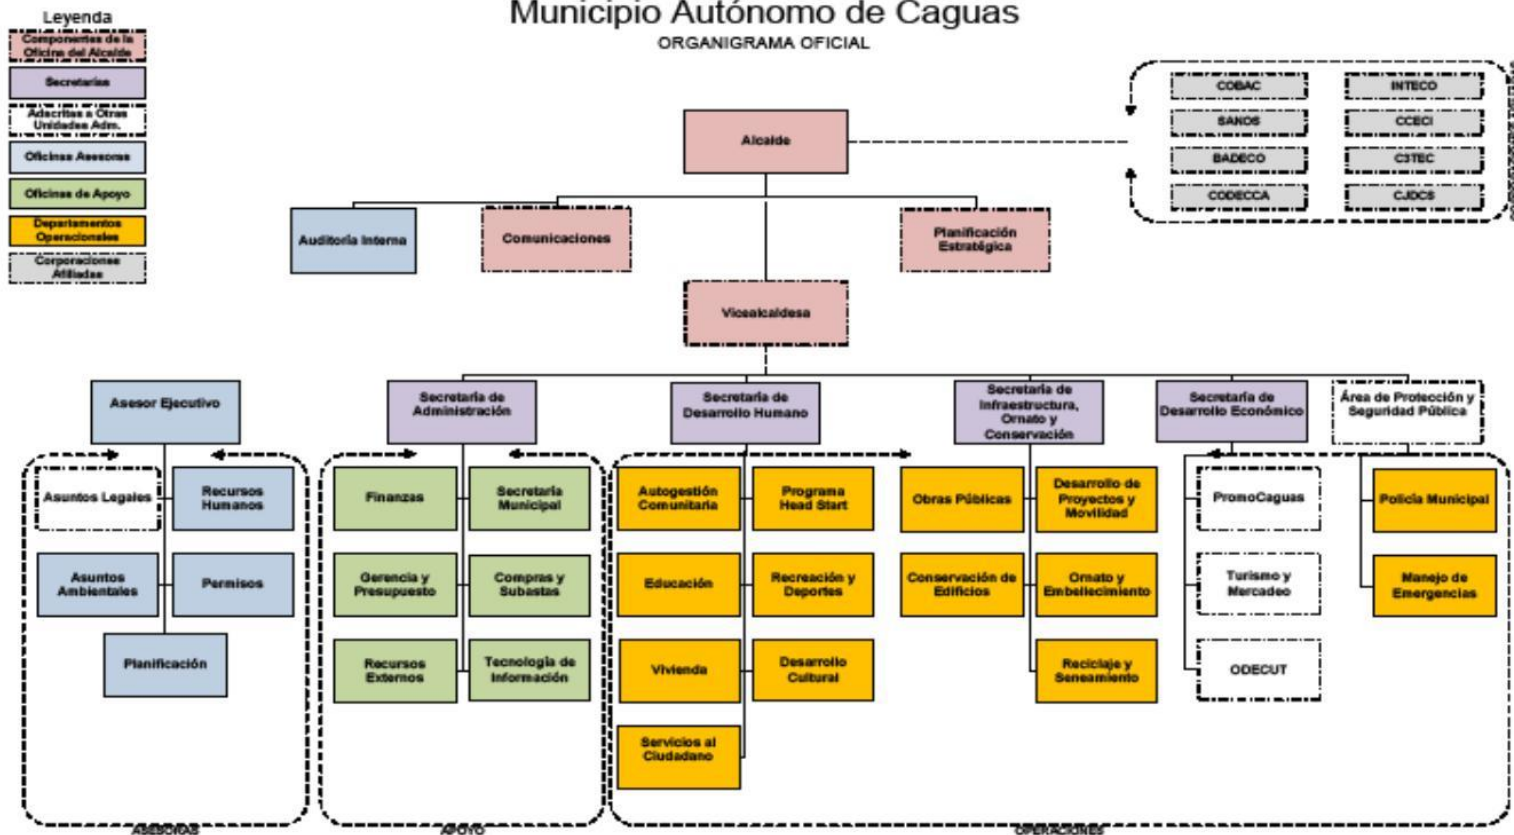 Municipio Autónomo de Caguas
ORGANIGRAMA OFICIAL
Leyenda
Componentes de la
Oficina del Alcalde
Secretarías
Adscritas a Otras
Unidades Adm.
Oficinas Asesoras
Oficinas de Apoyo
Departamentos
Operacionales
Corporaciones
Afiliadas
COBAC
INTECO
SANOS
CCECI
BADECO
C3TEC
CODECCA
CJDCS
Alcalde
Auditoría Interna
Comunicaciones
Planificación
Estratégica
Vicealcaldesa
Asesor Ejecutivo
Secretaría de
Administración
Secretaría de
Desarrollo Humano
Secretaría de
Infraestructura,
Ornato y
Conservación
Secretaría de
Desarrollo Económico
Área de Protección y
Seguridad Pública
Asuntos Legales
Recursos
Humanos
Asuntos
Ambientales
Permisos
Planificación
Finanzas
Secretaría
Municipal
Gerencia y
Presupuesto
Compras y
Subastas
Recursos
Externos
Tecnología de
Información
Autogestión
Comunitaria
Programa
Head Start
Educación
Recreación y
Deportes
Vivienda
Desarrollo
Cultural
Servicios al
Ciudadano
Obras Públicas
Desarrollo de
Proyectos y
Movilidad
Conservación de
Edificios
Ornato y
Embellecimiento
Reciclaje y
Seneamiento
PromoCaguas
Turismo y
Mercadeo
ODECUT
Policía Municipal
Manejo de
Emergencias
ASESORAS
APOYO
OPERACIONES